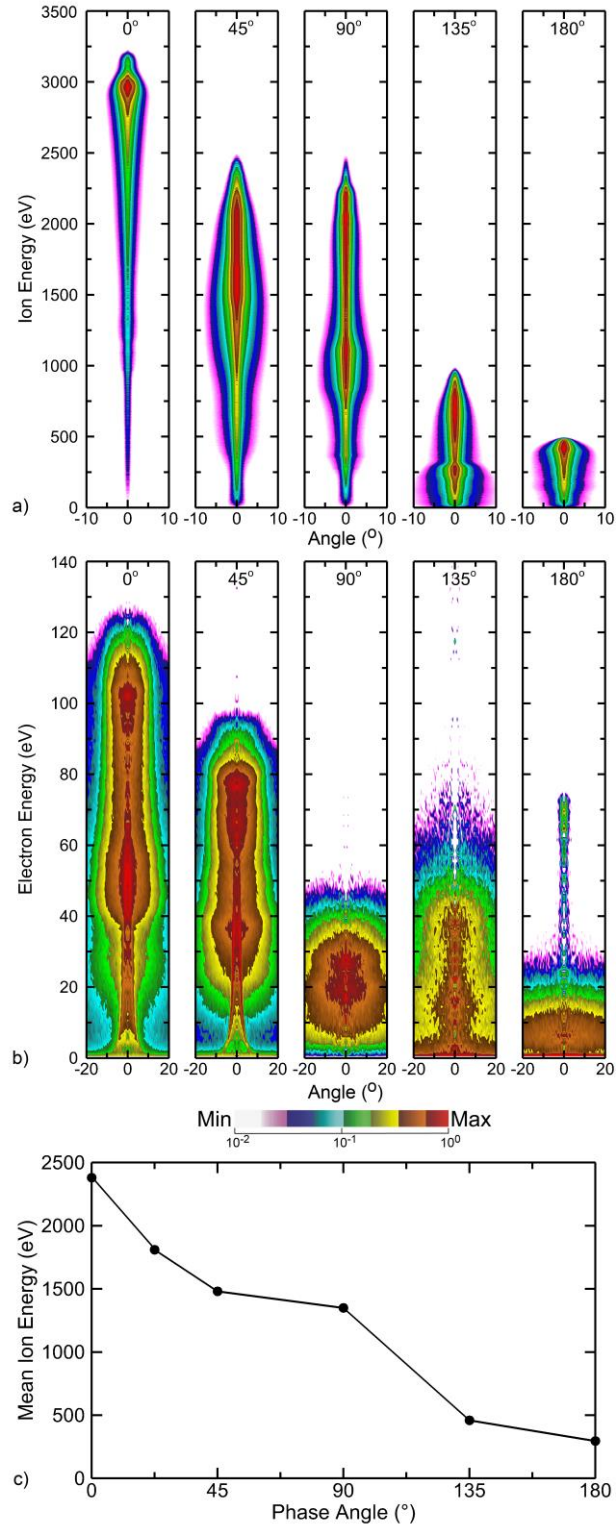 0°
45°
90°
135°
180°
3500
3000
2500
2000
1500
1000
500
0
Ion Energy (eV)
a)
-10 0 10
-10 0 10
-10 0 10
-10 0 10
-10 0 10
Angle (°)
0°
45°
90°
135°
180°
140
120
100
80
60
40
20
0
Electron Energy (eV)
b)
-20 0 20
-20 0 20
-20 0 20
-20 0 20
-20 0 20
Angle (°)
Min Max
10-2 10-1 100
2500
2000
1500
1000
500
0
Mean Ion Energy (eV)
c)
0 45 90 135 180
Phase Angle (°)